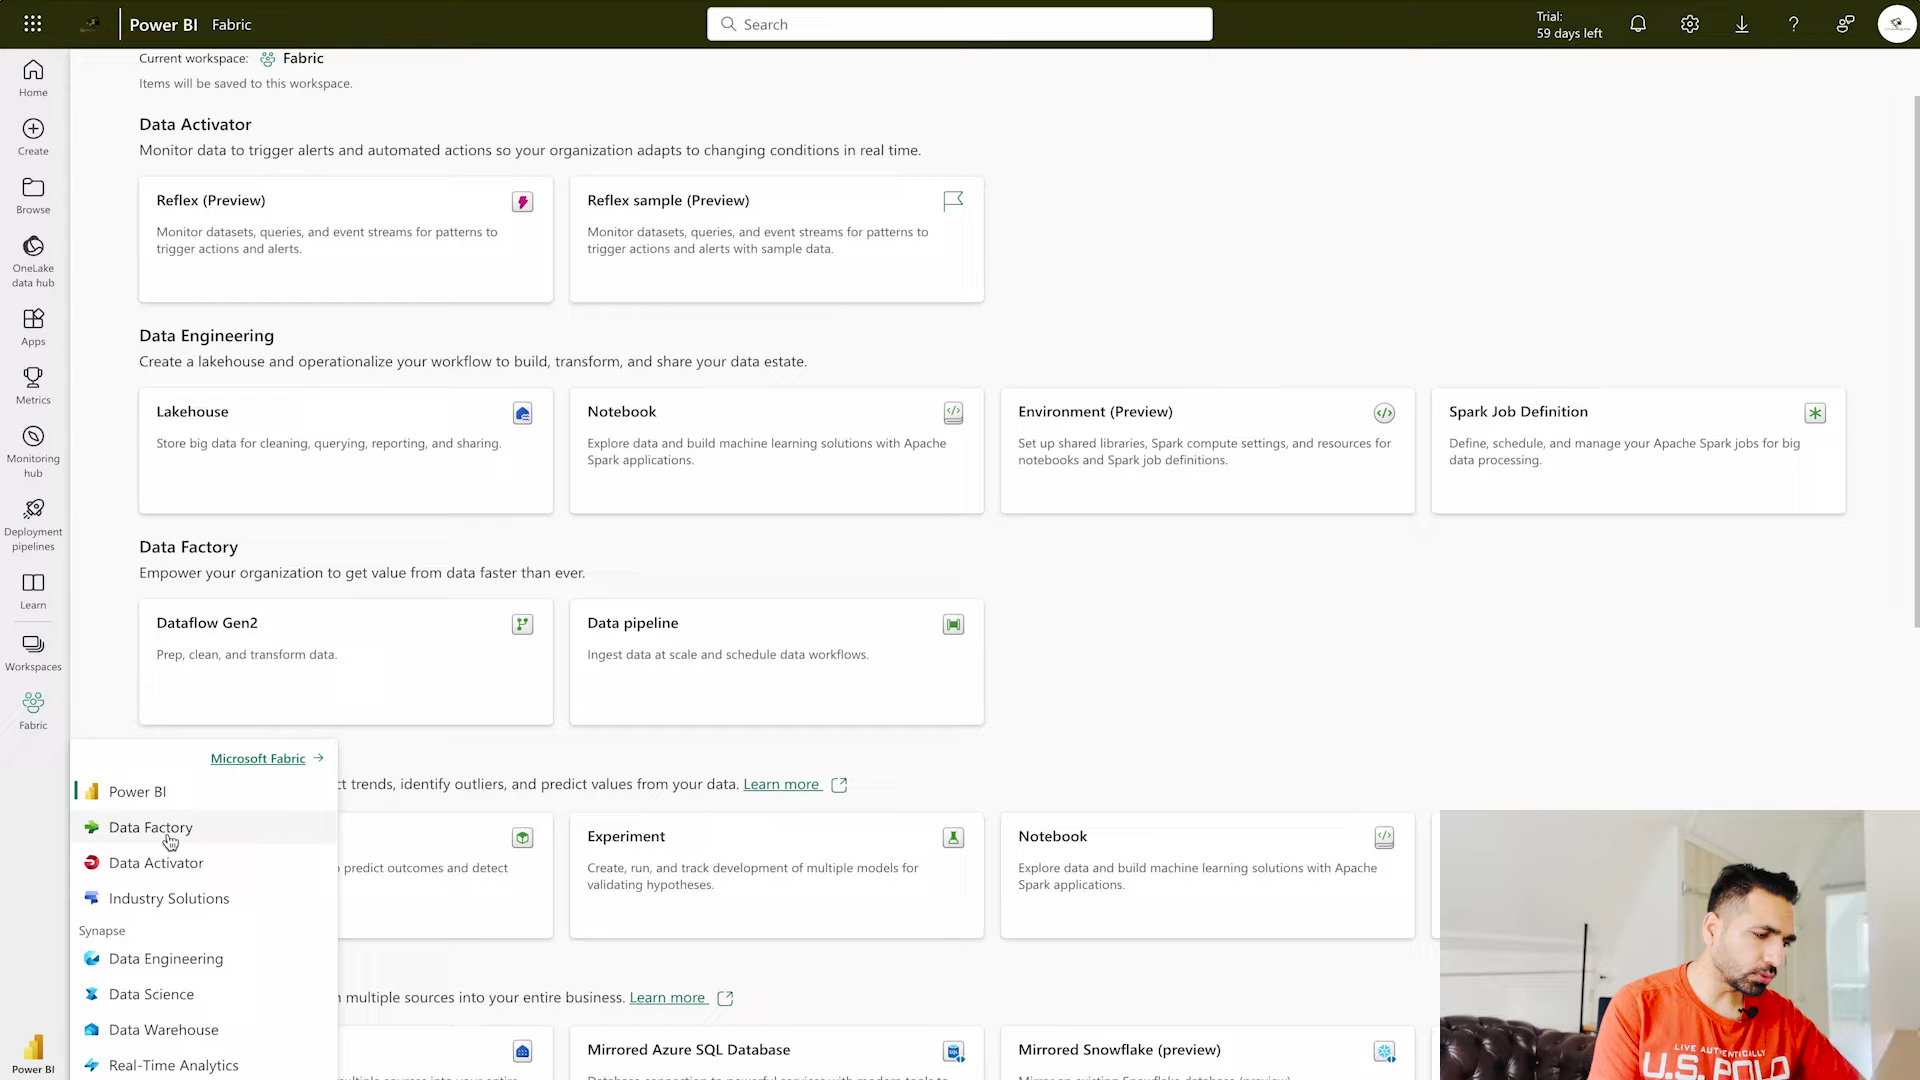 Power BI Fabric
Search
Trial:
59 days left
Home
Create
Browse
OneLake
data hub
Apps
Metrics
Monitoring
hub
Deployment
pipelines
Learn
Workspaces
Fabric
Power BI
Current workspace: Fabric
Items will be saved to this workspace.
Data Activator
Monitor data to trigger alerts and automated actions so your organization adapts to changing conditions in real time.
Reflex (Preview)
Monitor datasets, queries, and event streams for patterns to
trigger actions and alerts.
Reflex sample (Preview)
Monitor datasets, queries, and event streams for patterns to
trigger actions and alerts with sample data.
Data Engineering
Create a lakehouse and operationalize your workflow to build, transform, and share your data estate.
Lakehouse
Store big data for cleaning, querying, reporting, and sharing.
Notebook
Explore data and build machine learning solutions with Apache
Spark applications.
Environment (Preview)
Set up shared libraries, Spark compute settings, and resources for
notebooks and Spark job definitions.
Spark Job Definition
Define, schedule, and manage your Apache Spark jobs for big
data processing.
Data Factory
Empower your organization to get value from data faster than ever.
Dataflow Gen2
Prep, clean, and transform data.
Data pipeline
Ingest data at scale and schedule data workflows.
Microsoft Fabric
Power BI
Data Factory
Data Activator
Industry Solutions
Synapse
Data Engineering
Data Science
Data Warehouse
Real-Time Analytics
trends, identify outliers, and predict values from your data. Learn more
predict outcomes and detect
Experiment
Create, run, and track development of multiple models for
validating hypotheses.
Notebook
Explore data and build machine learning solutions with Apache
Spark applications.
multiple sources into your entire business. Learn more
Mirrored Azure SQL Database
Mirrored Snowflake (preview)
LIVE AUTHENTICALLY
U.S. POLO